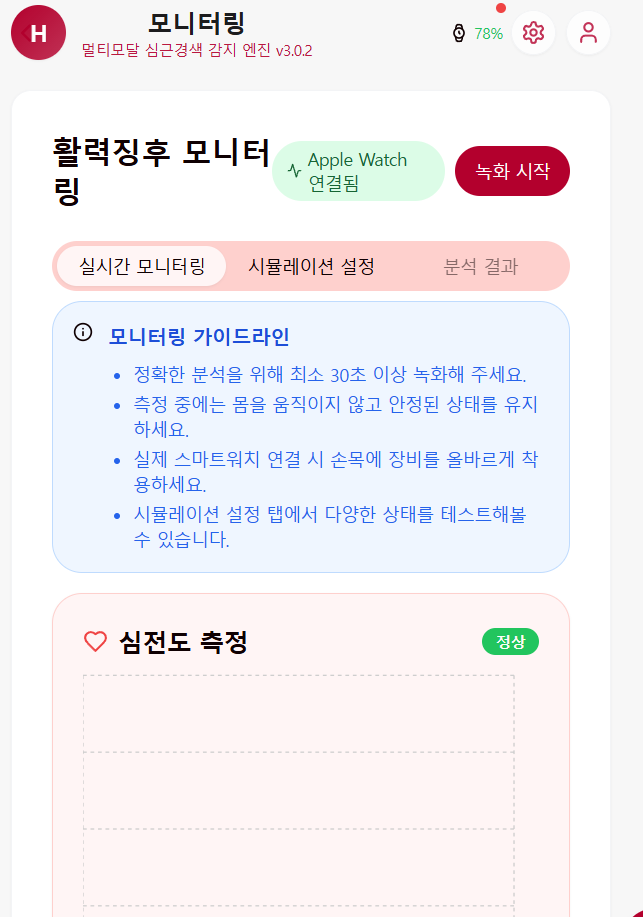 H
모니터링
멀티모달 심근경색 감지 엔진 v3.0.2
78%
활력징후 모니터
링
Apple Watch
연결됨
녹화 시작
실시간 모니터링
시뮬레이션 설정
분석 결과
모니터링 가이드라인
정확한 분석을 위해 최소 30초 이상 녹화해 주세요.
측정 중에는 몸을 움직이지 않고 안정된 상태를 유지
하세요.
실제 스마트워치 연결 시 손목에 장비를 올바르게 착
용하세요.
시뮬레이션 설정 탭에서 다양한 상태를 테스트해볼
수 있습니다.
심전도 측정
정상